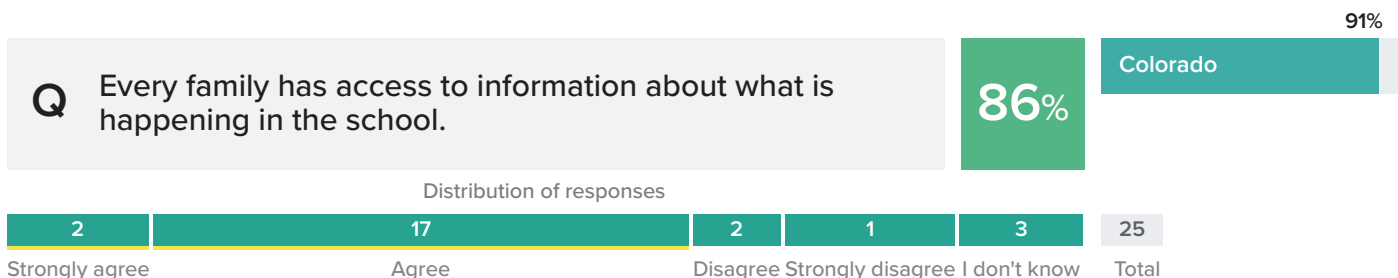 91%
Q
Every family has access to information about what is
happening in the school.
86%
Colorado
Distribution of responses
2 17 2 1 3 25
Strongly agree Agree Disagree Strongly disagree I don't know Total